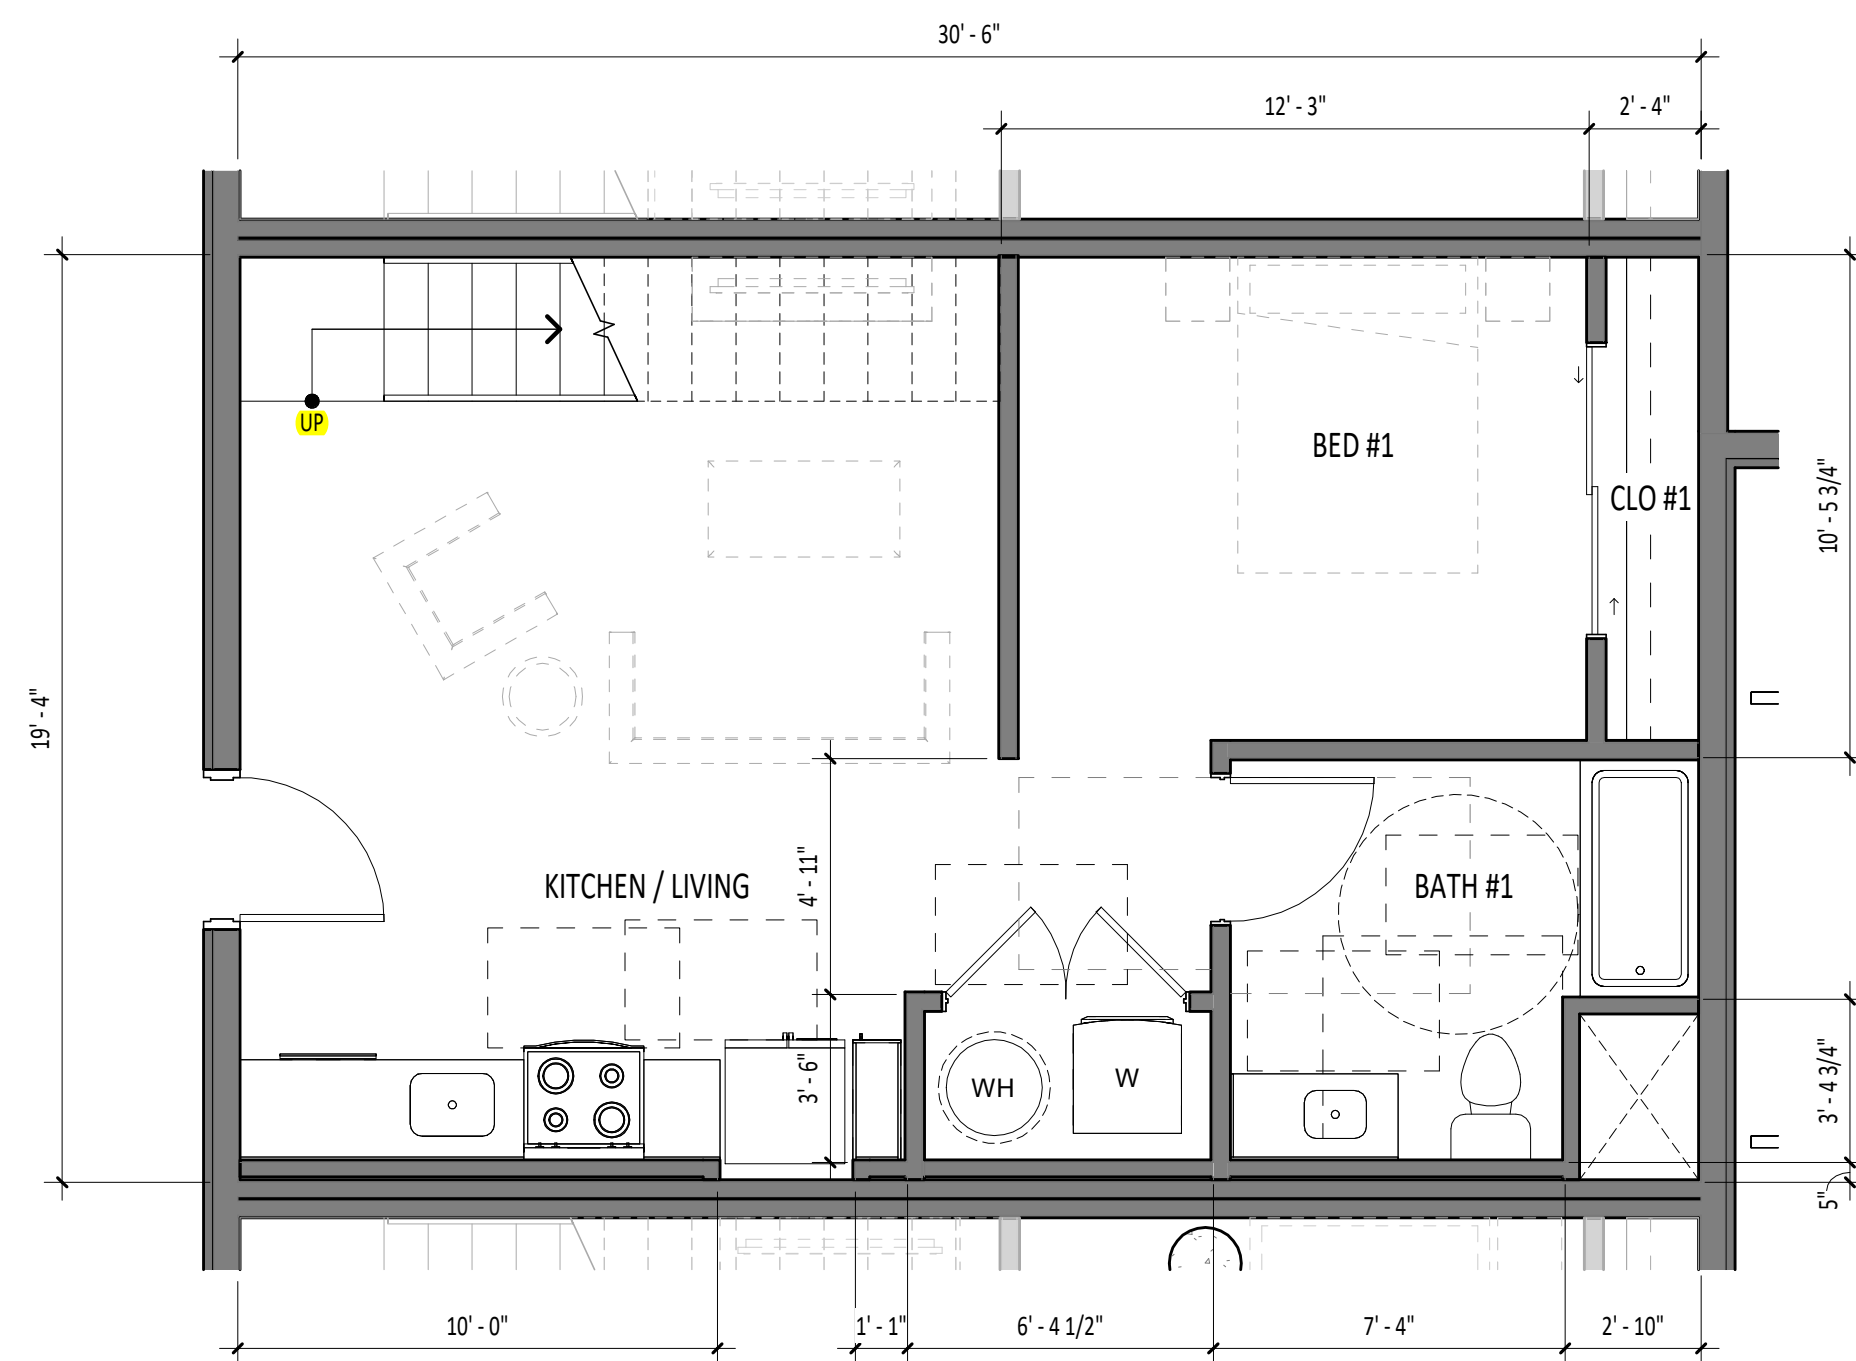 30' - 6"
12' - 3"
2' - 4"
UP
BED #1
CLO #1
10' - 5 3/4"
19' - 4"
KITCHEN / LIVING
4' - 11"
BATH #1
3' - 6"
WH
W
3' - 4 3/4"
5"
10' - 0"
1' - 1"
6' - 4 1/2"
7' - 4"
2' - 10"